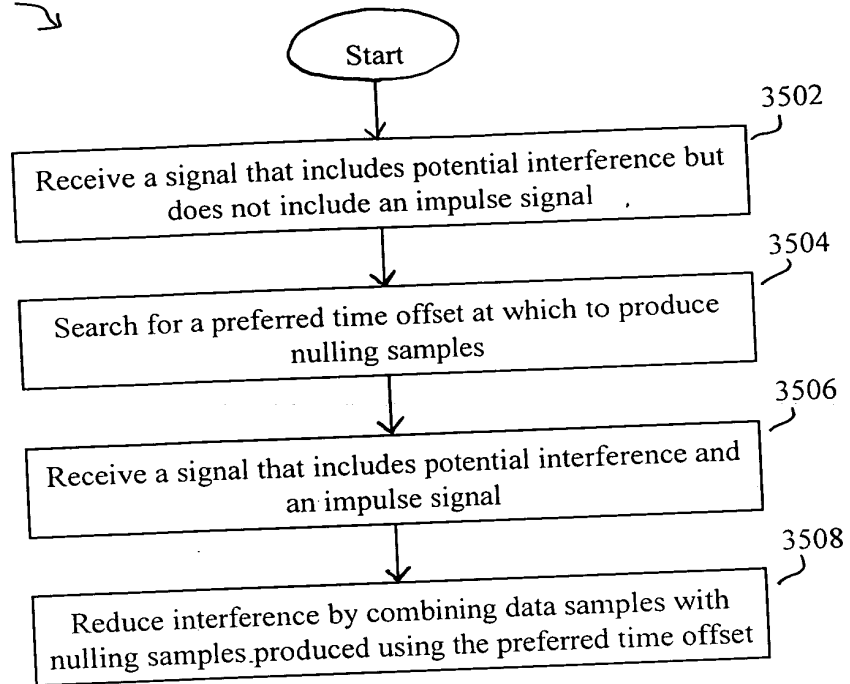 Start
3502
Receive a signal that includes potential interference but
does not include an impulse signal
3504
Search for a preferred time offset at which to produce
nulling samples
3506
Receive a signal that includes potential interference and
an impulse signal
3508
Reduce interference by combining data samples with
nulling samples produced using the preferred time offset